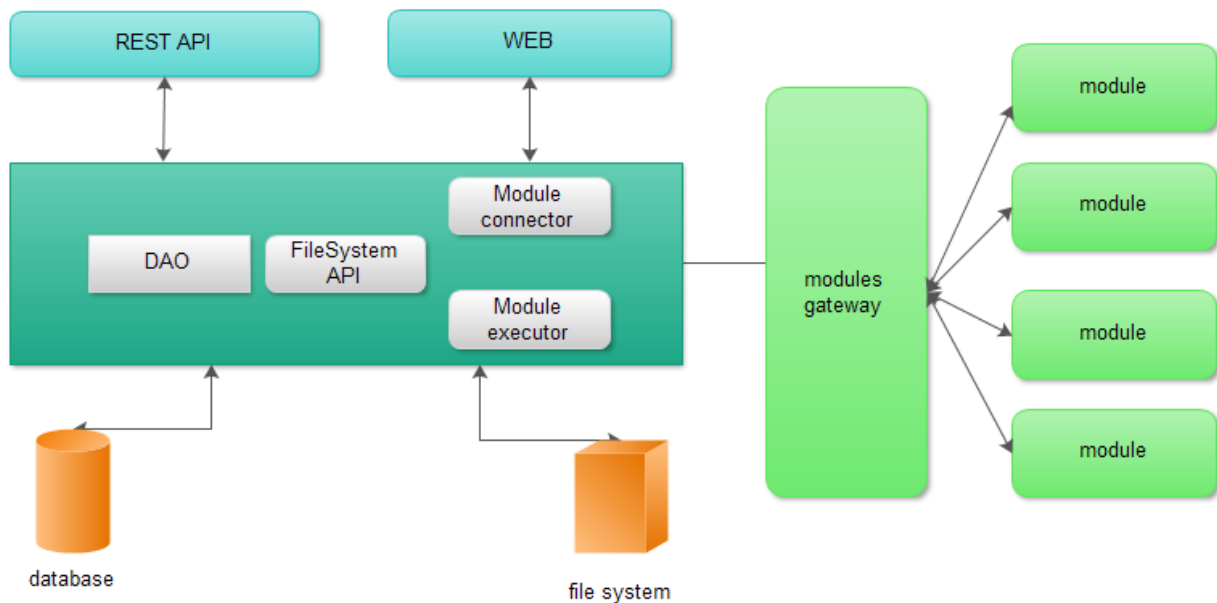 REST API
WEB
module
Module
connector
module
DAO
FileSystem
API
modules
gateway
Module
executor
module
module
database
file system